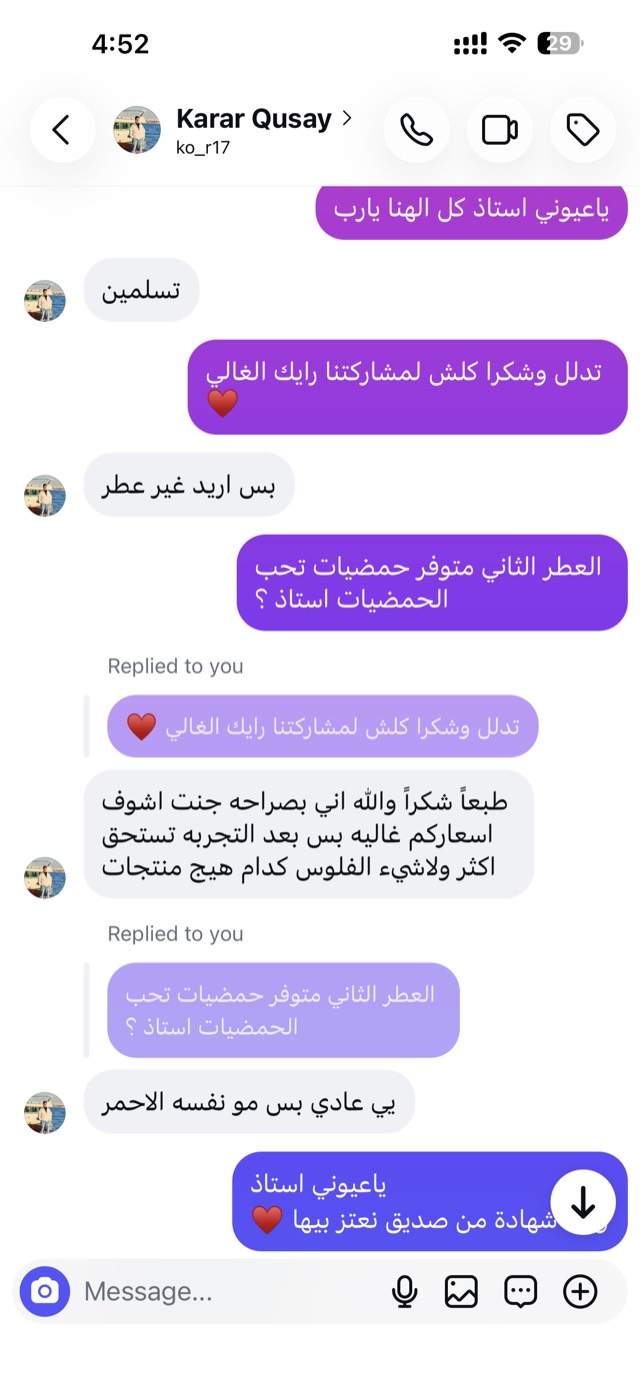 4:52
29
Karar Qusay
ko_r17
ياعيوني استاذ كل الهنا يارب
تسلمين
تدلل وشكرا كلش لمشاركتنا رايك الغالي
♥️
بس اريد غير عطر
العطر الثاني متوفر حمضيات تحب
الحمضيات استاذ ؟
Replied to you
تدلل وشكرا كلش لمشاركتنا رايك الغالي ♥️
طبعاً شكراً والله اني بصراحه جنت اشوف
اسعاركم غاليه بس بعد التجربه تستحق
اكثر ولاشيء الفلوس كدام هيج منتجات
Replied to you
العطر الثاني متوفر حمضيات تحب
الحمضيات استاذ ؟
يي عادي بس مو نفسه الاحمر
ياعيوني استاذ
شهادة من صديق نعتز بيها ♥️
Message...